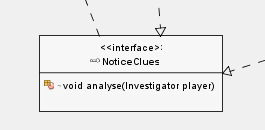 <<interface>>
NoticeClues
~void analyse(Investigator player)